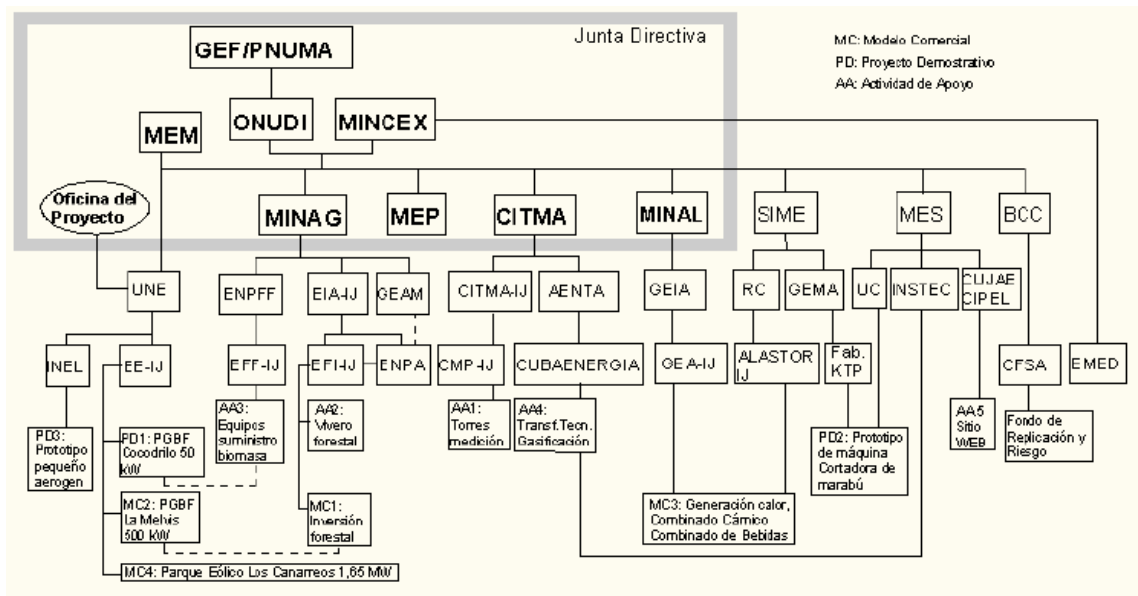 Junta Directiva
GEF/PNUMA
MC: Modelo Comercial
PD: Proyecto Demostrativo
AA: Actividad de Apoyo
MEM
ONUDI
MINCEX
Oficina del
Proyecto
MINAG
MEP
CITMA
MINAL
SIME
MES
BCC
UNE
ENPFF
EIA-IJ
GEAM
CITMA-IJ
AENTA
GEIA
RC
GEMA
UC
INSTEC
CUJAE
CIPEL
INEL
EE-IJ
EFF-IJ
EFI-IJ
ENPA
CMP-IJ
CUBAENERGIA
GEA-IJ
ALASTOR
IJ
Fab.
KTP
CFSA
EMED
PD3:
Prototipo
pequeño
aerogen
PD1: PGBF
Cocodrilo 50
kW
AA3:
Equipos
suministro
biomasa
AA2:
Vivero
forestal
AA1:
Torres
medición
AA4:
Transf.Tecn.
Gasificación
PD2: Prototipo
de máquina
Cortadora de
marabú
AA5
Sitio
WEB
Fondo de
Replicación y
Riesgo
MC2: PGBF
La Melvis
500 kW
MC1:
Inversión
forestal
MC3: Generación calor,
Combinado Cárnico
Combinado de Bebidas
MC4: Parque Eólico Los Canarreos 1,65 MW